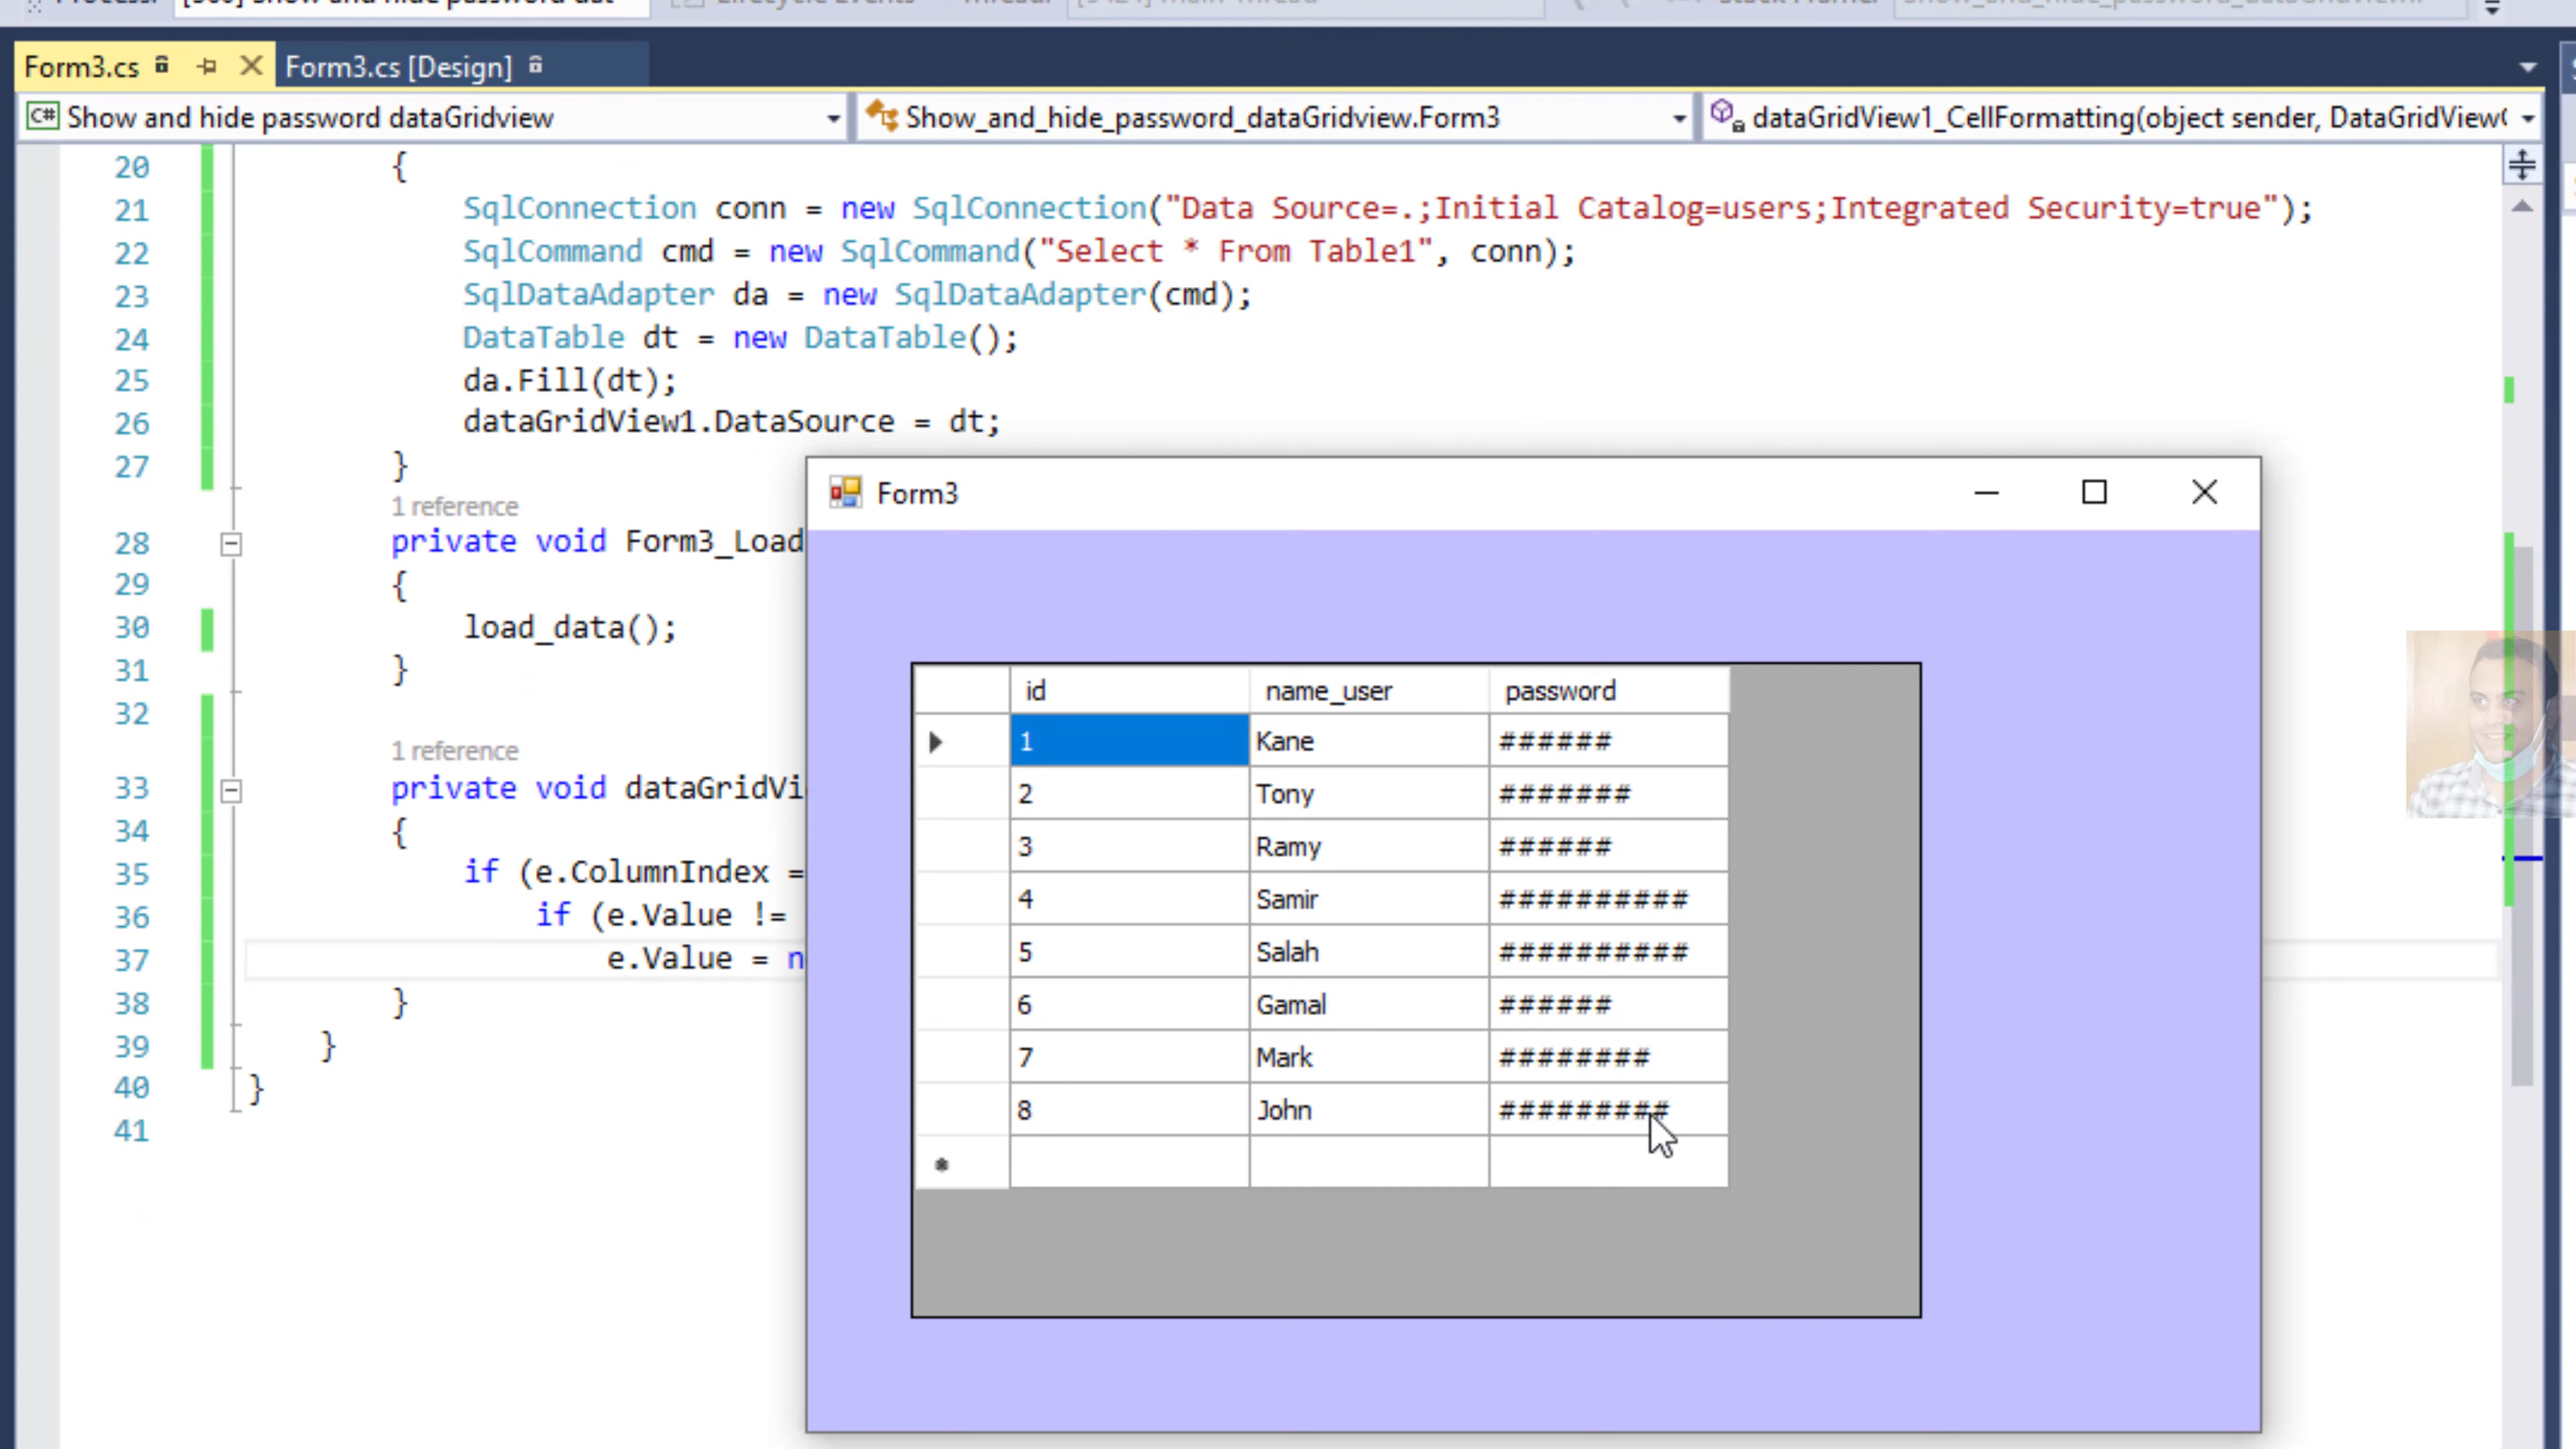 Form3.cs
Form3.cs [Design]
C# Show and hide password dataGridview
Show_and_hide_password_dataGridview.Form3
dataGridView1_CellFormatting(object sender, DataGridView
20 {
21 SqlConnection conn = new SqlConnection("Data Source=.;Initial Catalog=users;Integrated Security=true");
22 SqlCommand cmd = new SqlCommand("Select * From Table1", conn);
23 SqlDataAdapter da = new SqlDataAdapter(cmd);
24 DataTable dt = new DataTable();
25 da.Fill(dt);
26 dataGridView1.DataSource = dt;
27 }
1 reference
28 private void Form3_Load
29 {
30 load_data();
31 }
32
1 reference
33 private void dataGridVi
34 {
35 if (e.ColumnIndex =
36 if (e.Value !=
37 e.Value = n
38 }
39 }
40 }
41
Form3
id name_user password
1 Kane ######
2 Tony #######
3 Ramy ######
4 Samir ##########
5 Salah ##########
6 Gamal ######
7 Mark ########
8 John #########